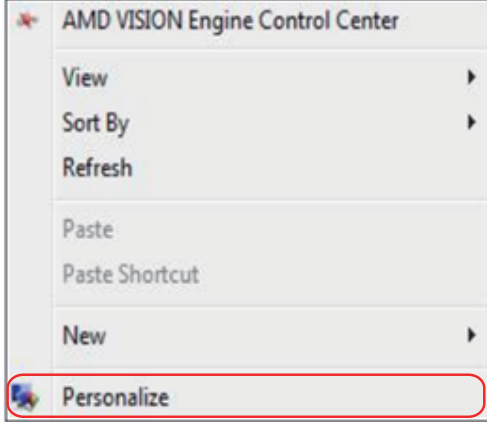 AMD VISION Engine Control Center
View
Sort By
Refresh
Paste
Paste Shortcut
New
Personalize